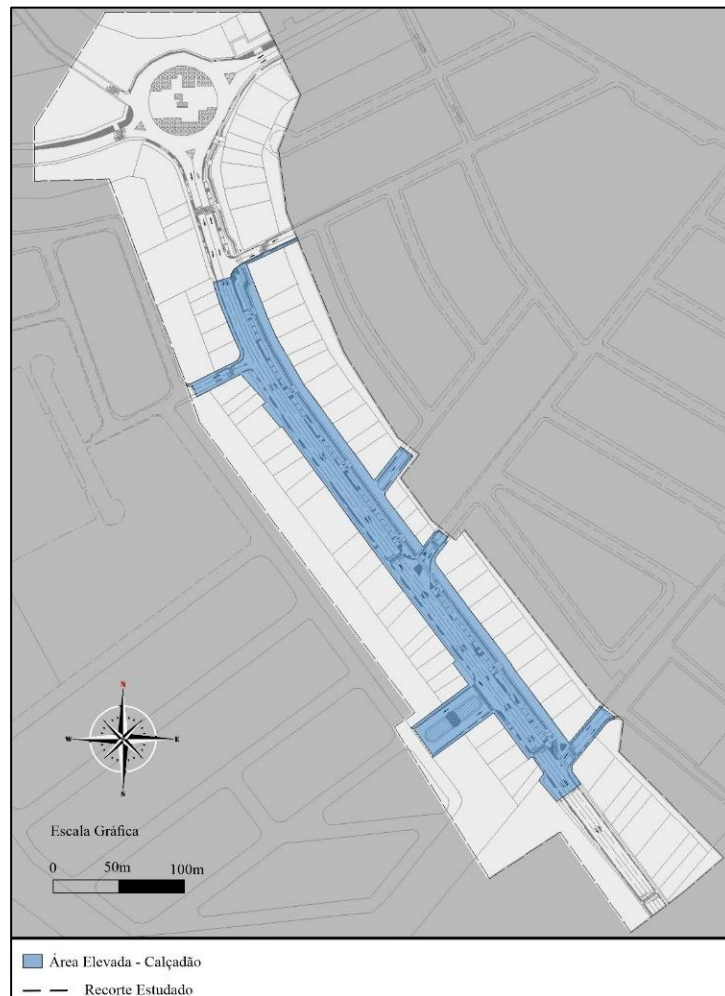 N
W
E
S
Escala Gráfica
0 50m 100m
Área Elevada - Calçadão
Recorte Estudado